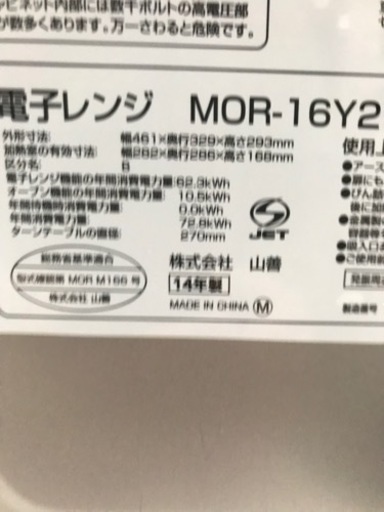 ャビネット内部には数千ボルトの高電圧部
が数多くあります。万一さわると危険です。
電子レンジ MOR-16Y2
外形寸法: 幅461×奥行329×高さ293mm
加熱室の有効寸法: 幅282×奥行286×高さ168mm
区分名: B
電子レンジ機能の年間消費電力量: 62.3kWh
オーブン機能の年間消費電力量: 10.5kWh
年間待機時消費電力量: 0.0kWh
年間消費電力量: 72.8kWh
ターンテーブルの直径: 270mm
JET
株式会社 山善
14年製
MADE IN CHINA M
総務省基準適合
型式確認第 MOR M166 号
株式会社 山善
使用上
●アース
製造番号